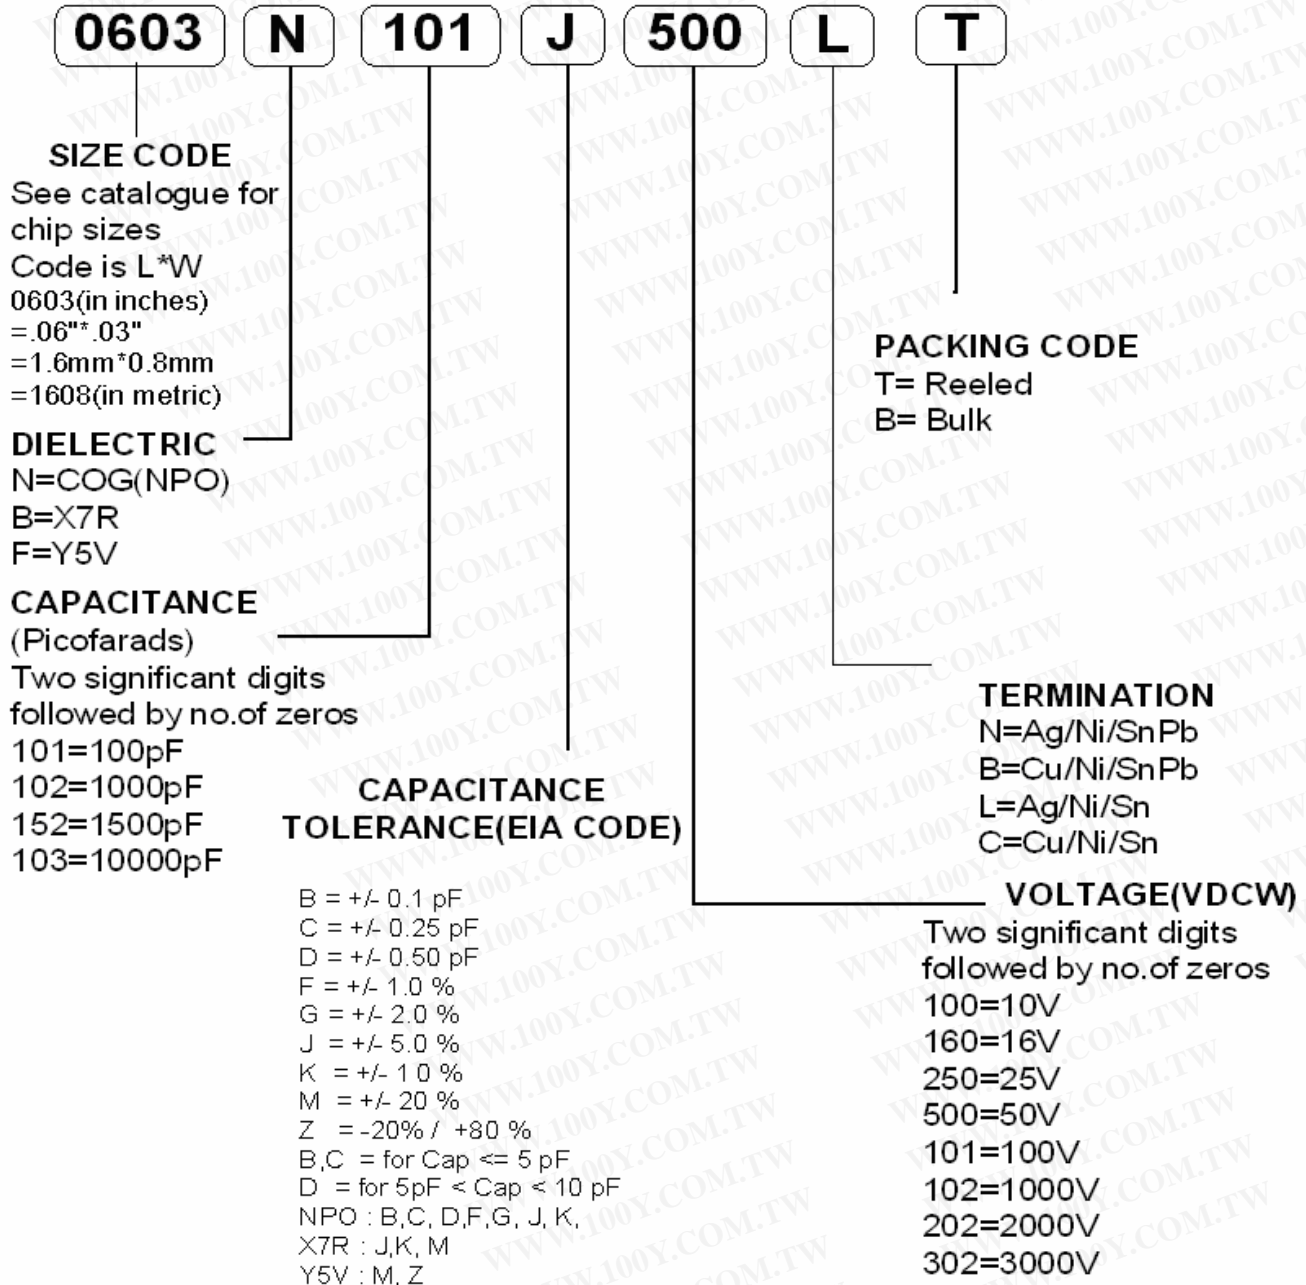 0603 N 101 J 500 L T
SIZE CODE
See catalogue for
chip sizes
Code is L*W
0603(in inches)
=.06"*.03"
=1.6mm*0.8mm
=1608(in metric)
DIELECTRIC
N=COG(NPO)
B=X7R
F=Y5V
CAPACITANCE
(Picofarads)
Two significant digits
followed by no.of zeros
101=100pF
102=1000pF
152=1500pF
103=10000pF
CAPACITANCE
TOLERANCE(EIA CODE)
B = +/- 0.1 pF
C = +/- 0.25 pF
D = +/- 0.50 pF
F = +/- 1.0 %
G = +/- 2.0 %
J = +/- 5.0 %
K = +/- 10 %
M = +/- 20 %
Z = -20% / +80 %
B,C = for Cap <= 5 pF
D = for 5pF < Cap < 10 pF
NPO : B,C, D,F,G, J, K,
X7R : J,K, M
Y5V : M, Z
PACKING CODE
T= Reeled
B= Bulk
TERMINATION
N=Ag/Ni/SnPb
B=Cu/Ni/SnPb
L=Ag/Ni/Sn
C=Cu/Ni/Sn
VOLTAGE(VDCW)
Two significant digits
followed by no.of zeros
100=10V
160=16V
250=25V
500=50V
101=100V
102=1000V
202=2000V
302=3000V
WWW.100Y.COM.TW